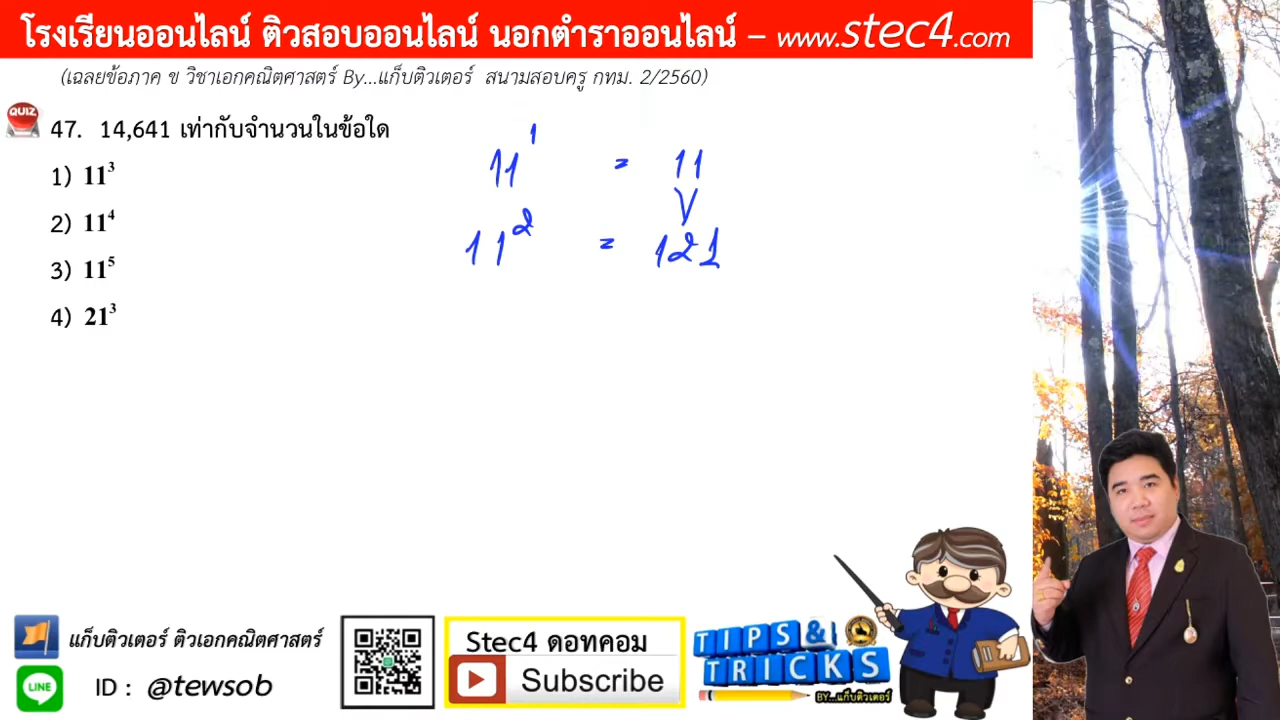 โรงเรียนออนไลน์ ติวสอบออนไลน์ นอกตำราออนไลน์ – www.stec4.com
(เฉลยข้อภาค ข วิชาเอกคณิตศาสตร์ By...แก็บติวเตอร์ สนามสอบครู กทม. 2/2560)
QUIZ
47. 14,641 เท่ากับจำนวนในข้อใด
1) 11³
2) 11⁴
3) 11⁵
4) 21³
11¹ = 11
V
11² = 121
แก็บติวเตอร์ ติวเอกคณิตศาสตร์
LINE ID : @tewsob
Stec4 ดอทคอม
Subscribe
TIPS &
TRICKS
BY...แก็บติวเตอร์